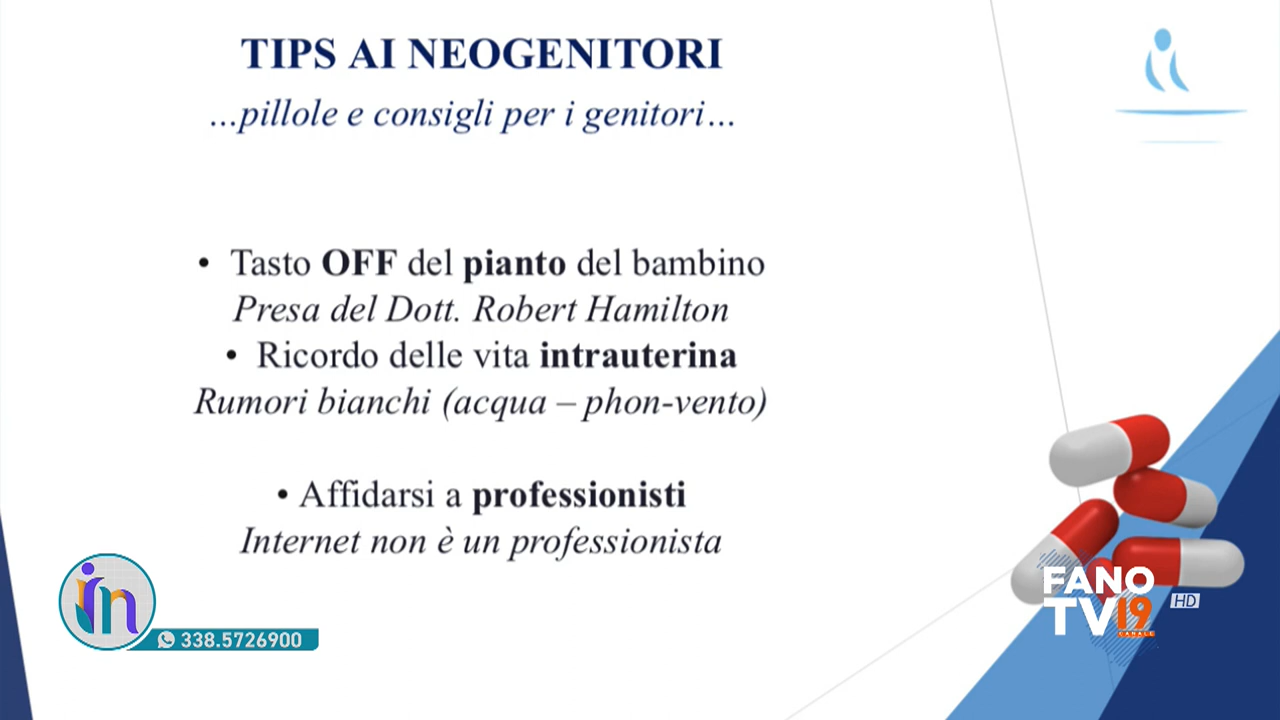 TIPS AI NEOGENITORI
...pillole e consigli per i genitori...
• Tasto OFF del pianto del bambino
Presa del Dott. Robert Hamilton
• Ricordo delle vita intrauterina
Rumori bianchi (acqua – phon-vento)
• Affidarsi a professionisti
Internet non è un professionista
in
338.5726900
FANO
TV19 HD
CANALE